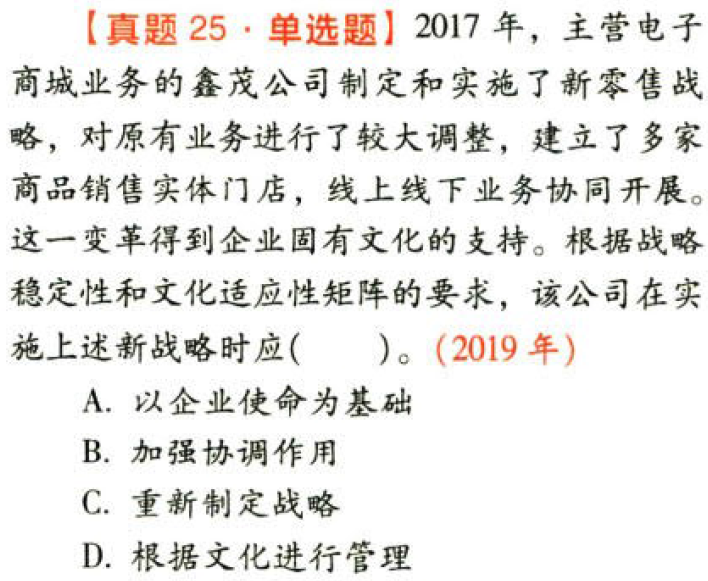 【真题 25·单选题】2017 年，主营电子
商城业务的鑫茂公司制定和实施了新零售战
略，对原有业务进行了较大调整，建立了多家
商品销售实体门店，线上线下业务协同开展。
这一变革得到企业固有文化的支持。根据战略
稳定性和文化适应性矩阵的要求，该公司在实
施上述新战略时应(　　)。(2019 年)
A. 以企业使命为基础
B. 加强协调作用
C. 重新制定战略
D. 根据文化进行管理